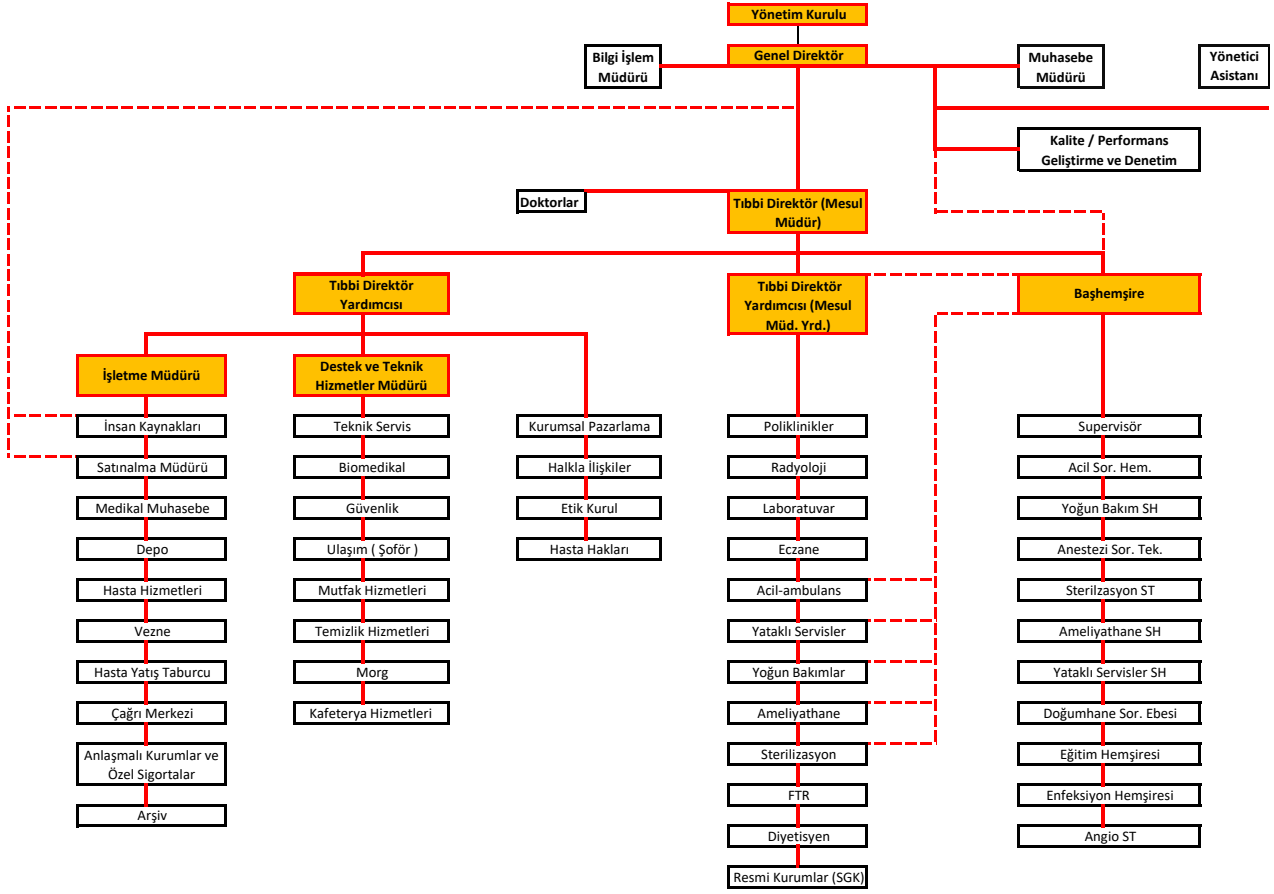 Yönetim Kurulu
Genel Direktör
Bilgi İşlem
Müdürü
Muhasebe
Müdürü
Yönetici
Asistanı
Kalite / Performans
Geliştirme ve Denetim
Doktorlar
Tıbbi Direktör (Mesul
Müdür)
Tıbbi Direktör
Yardımcısı
Tıbbi Direktör
Yardımcısı (Mesul
Müd. Yrd.)
Başhemşire
İşletme Müdürü
Destek ve Teknik
Hizmetler Müdürü
İnsan Kaynakları
Satınalma Müdürü
Medikal Muhasebe
Depo
Hasta Hizmetleri
Vezne
Hasta Yatış Taburcu
Çağrı Merkezi
Anlaşmalı Kurumlar ve
Özel Sigortalar
Arşiv
Teknik Servis
Biomedikal
Güvenlik
Ulaşım ( Şoför )
Mutfak Hizmetleri
Temizlik Hizmetleri
Morg
Kafeterya Hizmetleri
Kurumsal Pazarlama
Halkla İlişkiler
Etik Kurul
Hasta Hakları
Poliklinikler
Radyoloji
Laboratuvar
Eczane
Acil-ambulans
Yataklı Servisler
Yoğun Bakımlar
Ameliyathane
Sterilizasyon
FTR
Diyetisyen
Resmi Kurumlar (SGK)
Supervisör
Acil Sor. Hem.
Yoğun Bakım SH
Anestezi Sor. Tek.
Sterilzasyon ST
Ameliyathane SH
Yataklı Servisler SH
Doğumhane Sor. Ebesi
Eğitim Hemşiresi
Enfeksiyon Hemşiresi
Angio ST